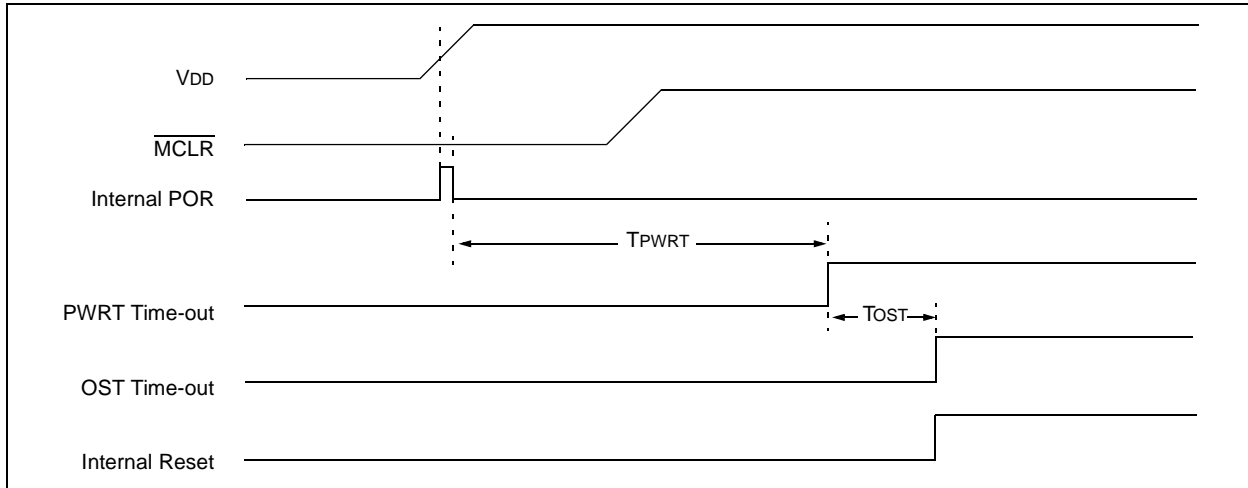 VDD
MCLR
Internal POR
TPWRT
PWRT Time-out
TOST
OST Time-out
Internal Reset